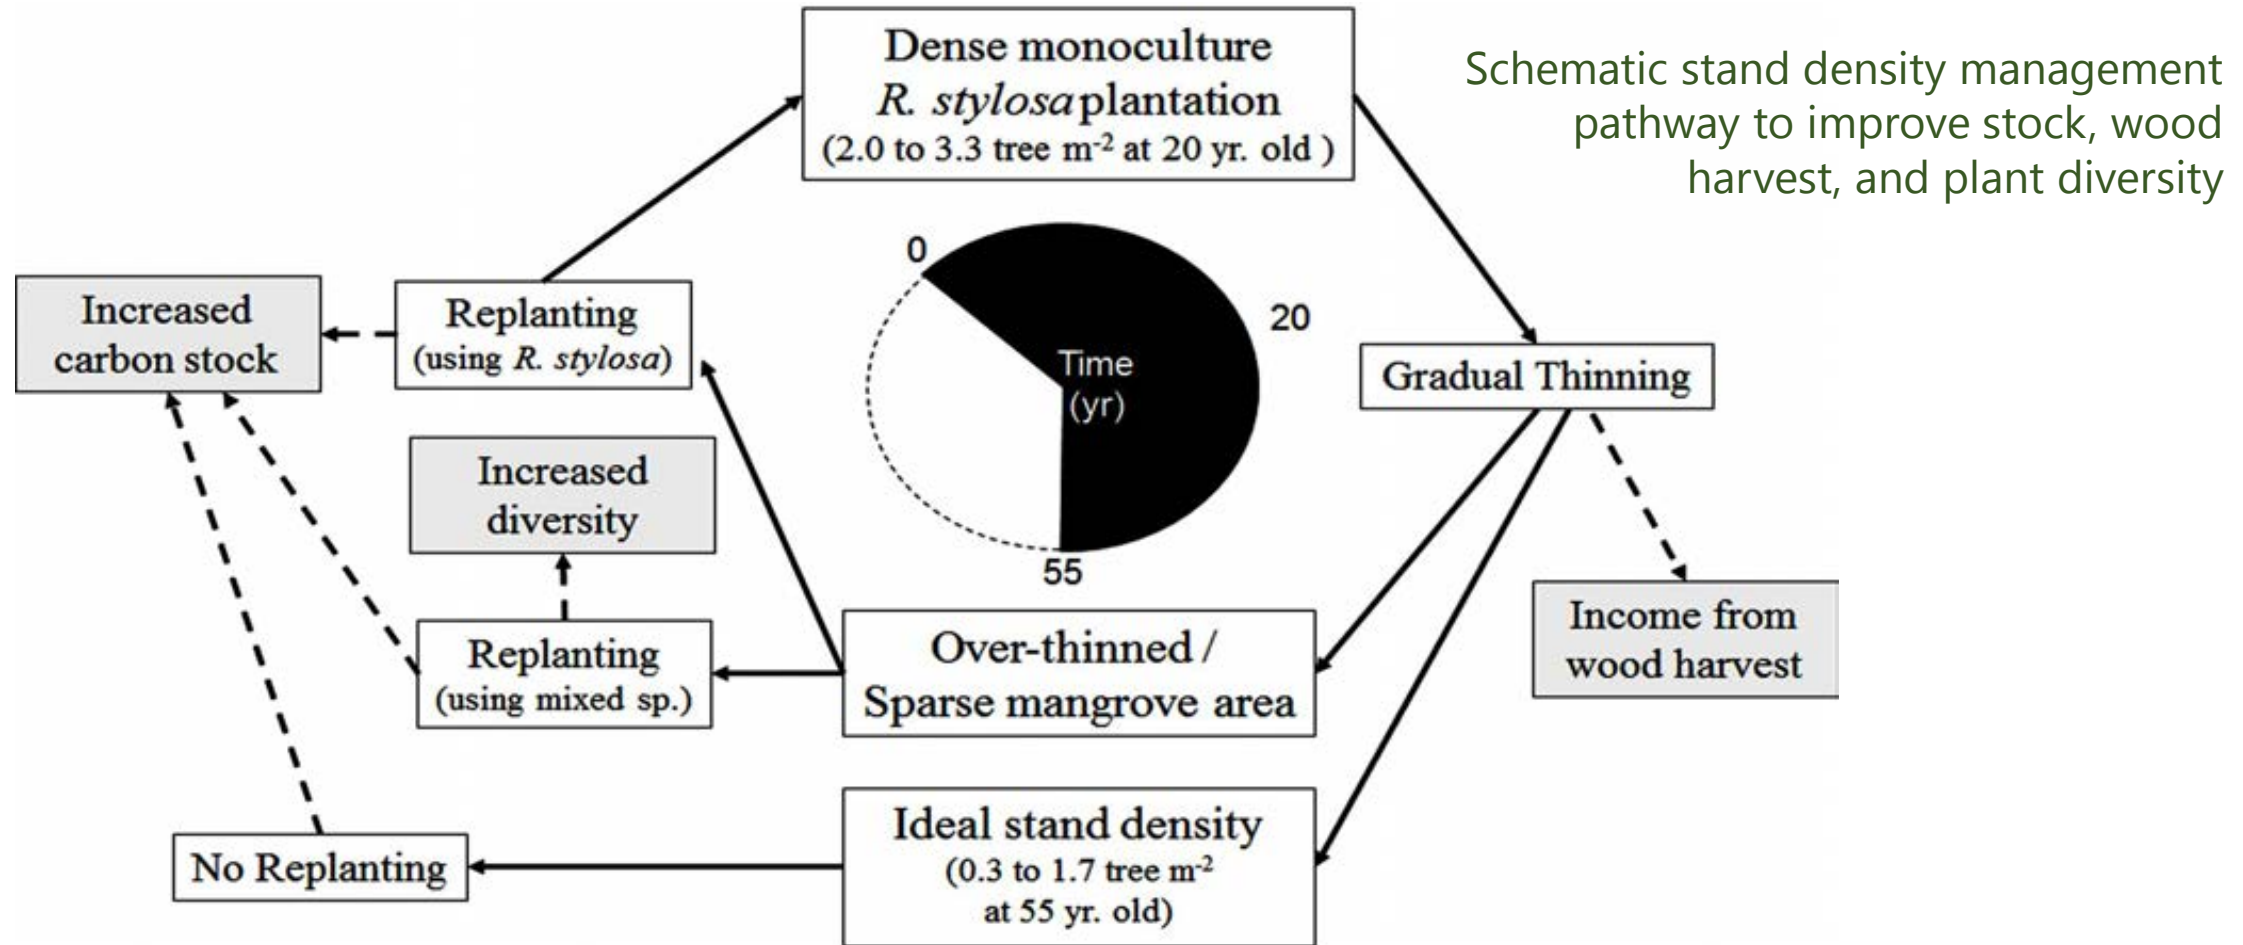 Dense monoculture
R. stylosa plantation
(2.0 to 3.3 tree m-2 at 20 yr. old )
Schematic stand density management
pathway to improve stock, wood
harvest, and plant diversity
0
20
Time
(yr)
55
Increased
carbon stock
Replanting
(using R. stylosa)
Gradual Thinning
Increased
diversity
Income from
wood harvest
Replanting
(using mixed sp.)
Over-thinned /
Sparse mangrove area
Ideal stand density
(0.3 to 1.7 tree m-2
at 55 yr. old)
No Replanting